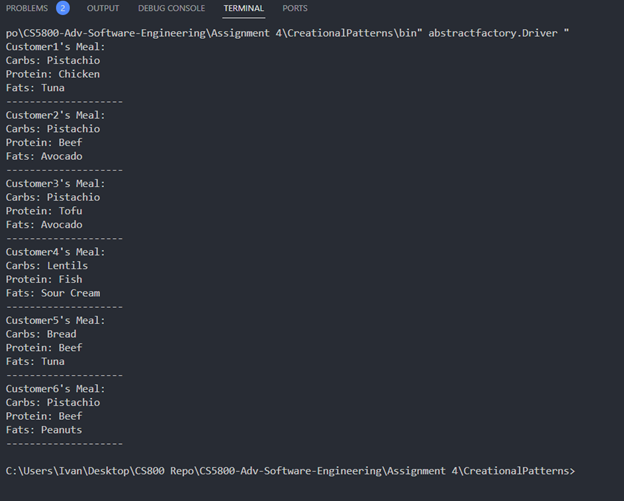 PROBLEMS 2 OUTPUT DEBUG CONSOLE TERMINAL PORTS
po\CS5800-Adv-Software-Engineering\Assignment 4\CreationalPatterns\bin" abstractfactory.Driver "
Customer1's Meal:
Carbs: Pistachio
Protein: Chicken
Fats: Tuna
--------------------
Customer2's Meal:
Carbs: Pistachio
Protein: Beef
Fats: Avocado
--------------------
Customer3's Meal:
Carbs: Pistachio
Protein: Tofu
Fats: Avocado
--------------------
Customer4's Meal:
Carbs: Lentils
Protein: Fish
Fats: Sour Cream
--------------------
Customer5's Meal:
Carbs: Bread
Protein: Beef
Fats: Tuna
--------------------
Customer6's Meal:
Carbs: Pistachio
Protein: Beef
Fats: Peanuts
--------------------
C:\Users\Ivan\Desktop\CS800 Repo\CS5800-Adv-Software-Engineering\Assignment 4\CreationalPatterns>